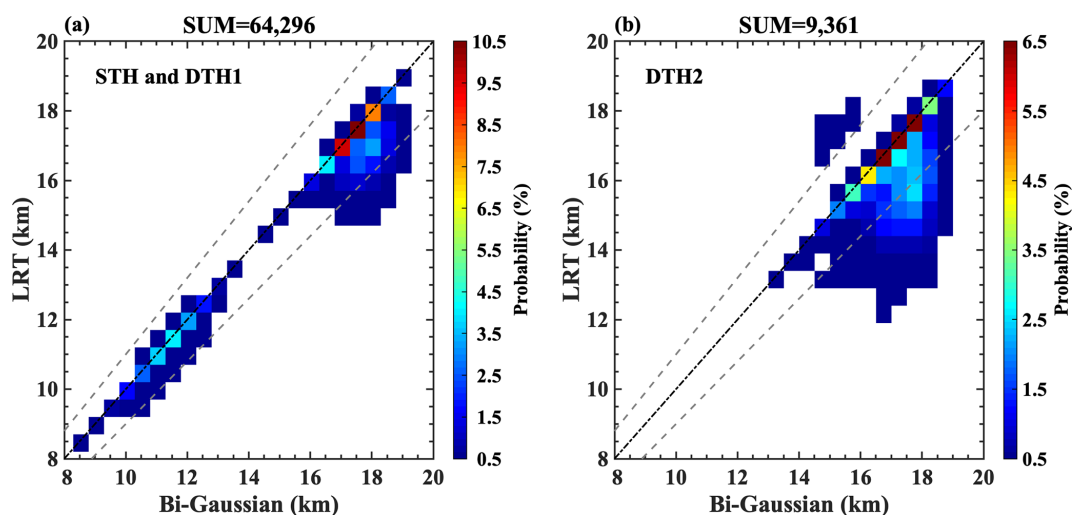 (a) SUM=64,296
STH and DTH1
20
18
16
14
12
10
8
LRT (km)
8 10 12 14 16 18 20
Bi-Gaussian (km)
10.5
9.5
8.5
7.5
6.5
5.5
4.5
3.5
2.5
1.5
0.5
Probability (%)
(b) SUM=9,361
DTH2
20
18
16
14
12
10
8
LRT (km)
8 10 12 14 16 18 20
Bi-Gaussian (km)
6.5
5.5
4.5
3.5
2.5
1.5
0.5
Probability (%)